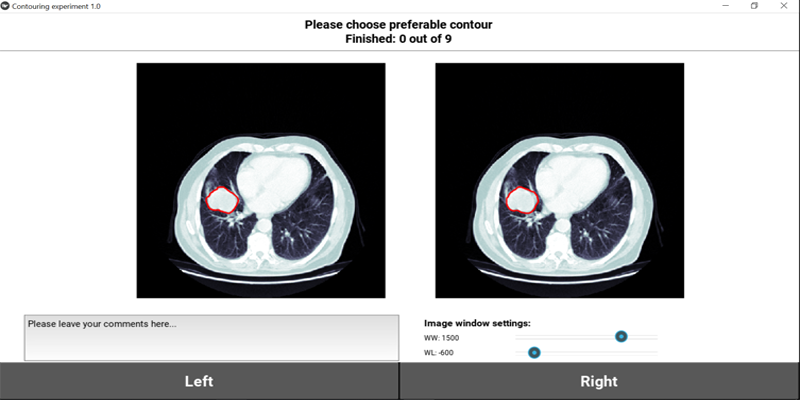 Contouring experiment 1.0
Please choose preferable contour
Finished: 0 out of 9
Please leave your comments here...
Image window settings:
WW: 1500
WL: -600
Left
Right